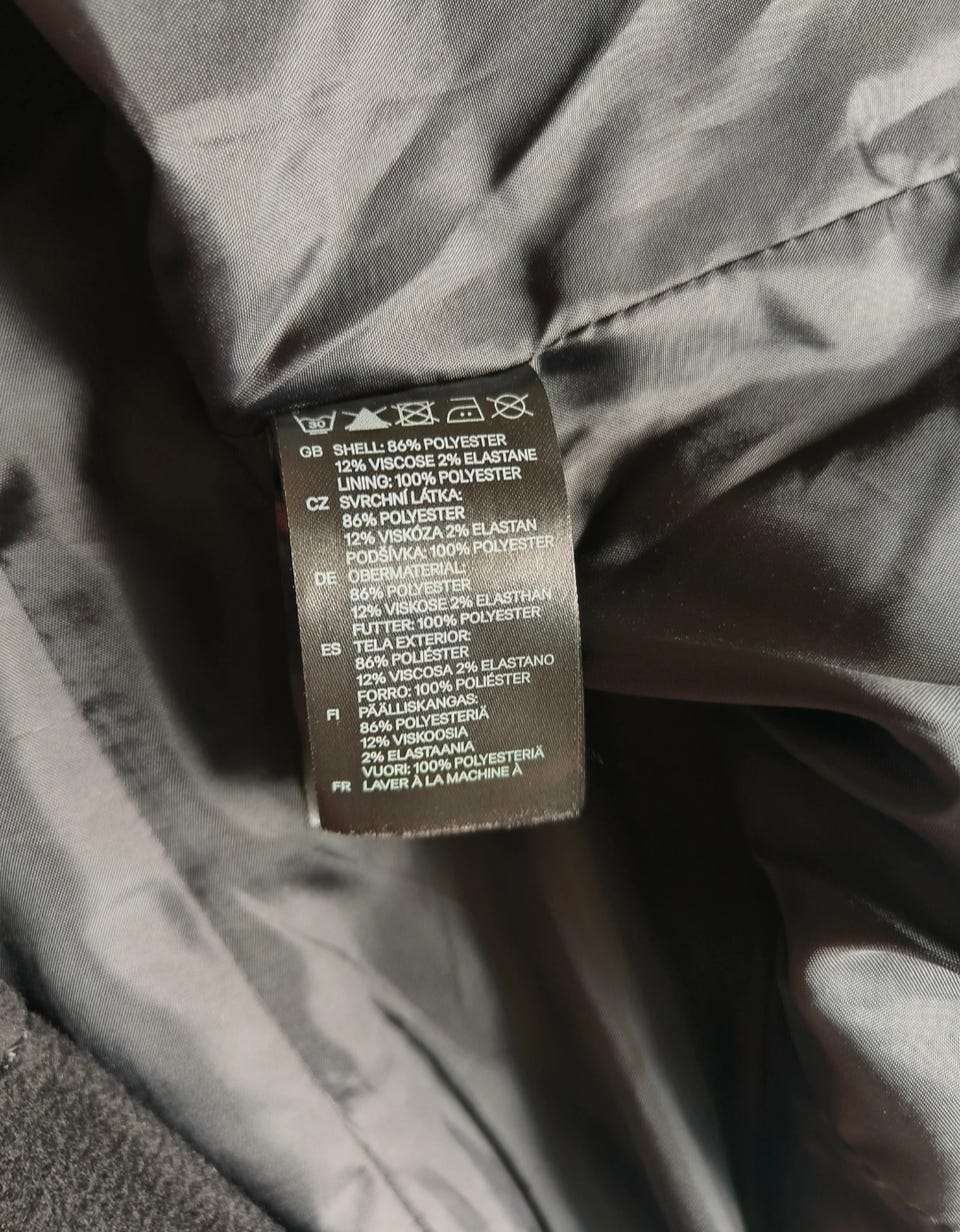 30
GB SHELL: 86% POLYESTER
12% VISCOSE 2% ELASTANE
LINING: 100% POLYESTER
CZ SVRCHNÍ LÁTKA:
86% POLYESTER
12% VISKÓZA 2% ELASTAN
PODŠÍVKA: 100% POLYESTER
DE OBERMATERIAL:
86% POLYESTER
12% VISKOSE 2% ELASTHAN
FUTTER: 100% POLYESTER
ES TELA EXTERIOR:
86% POLIÉSTER
12% VISCOSA 2% ELASTANO
FORRO: 100% POLIÉSTER
FI PÄÄLLISKANGAS:
86% POLYESTERIÄ
12% VISKOOSIA
2% ELASTAANIA
VUORI: 100% POLYESTERIÄ
FR LAVER À LA MACHINE À